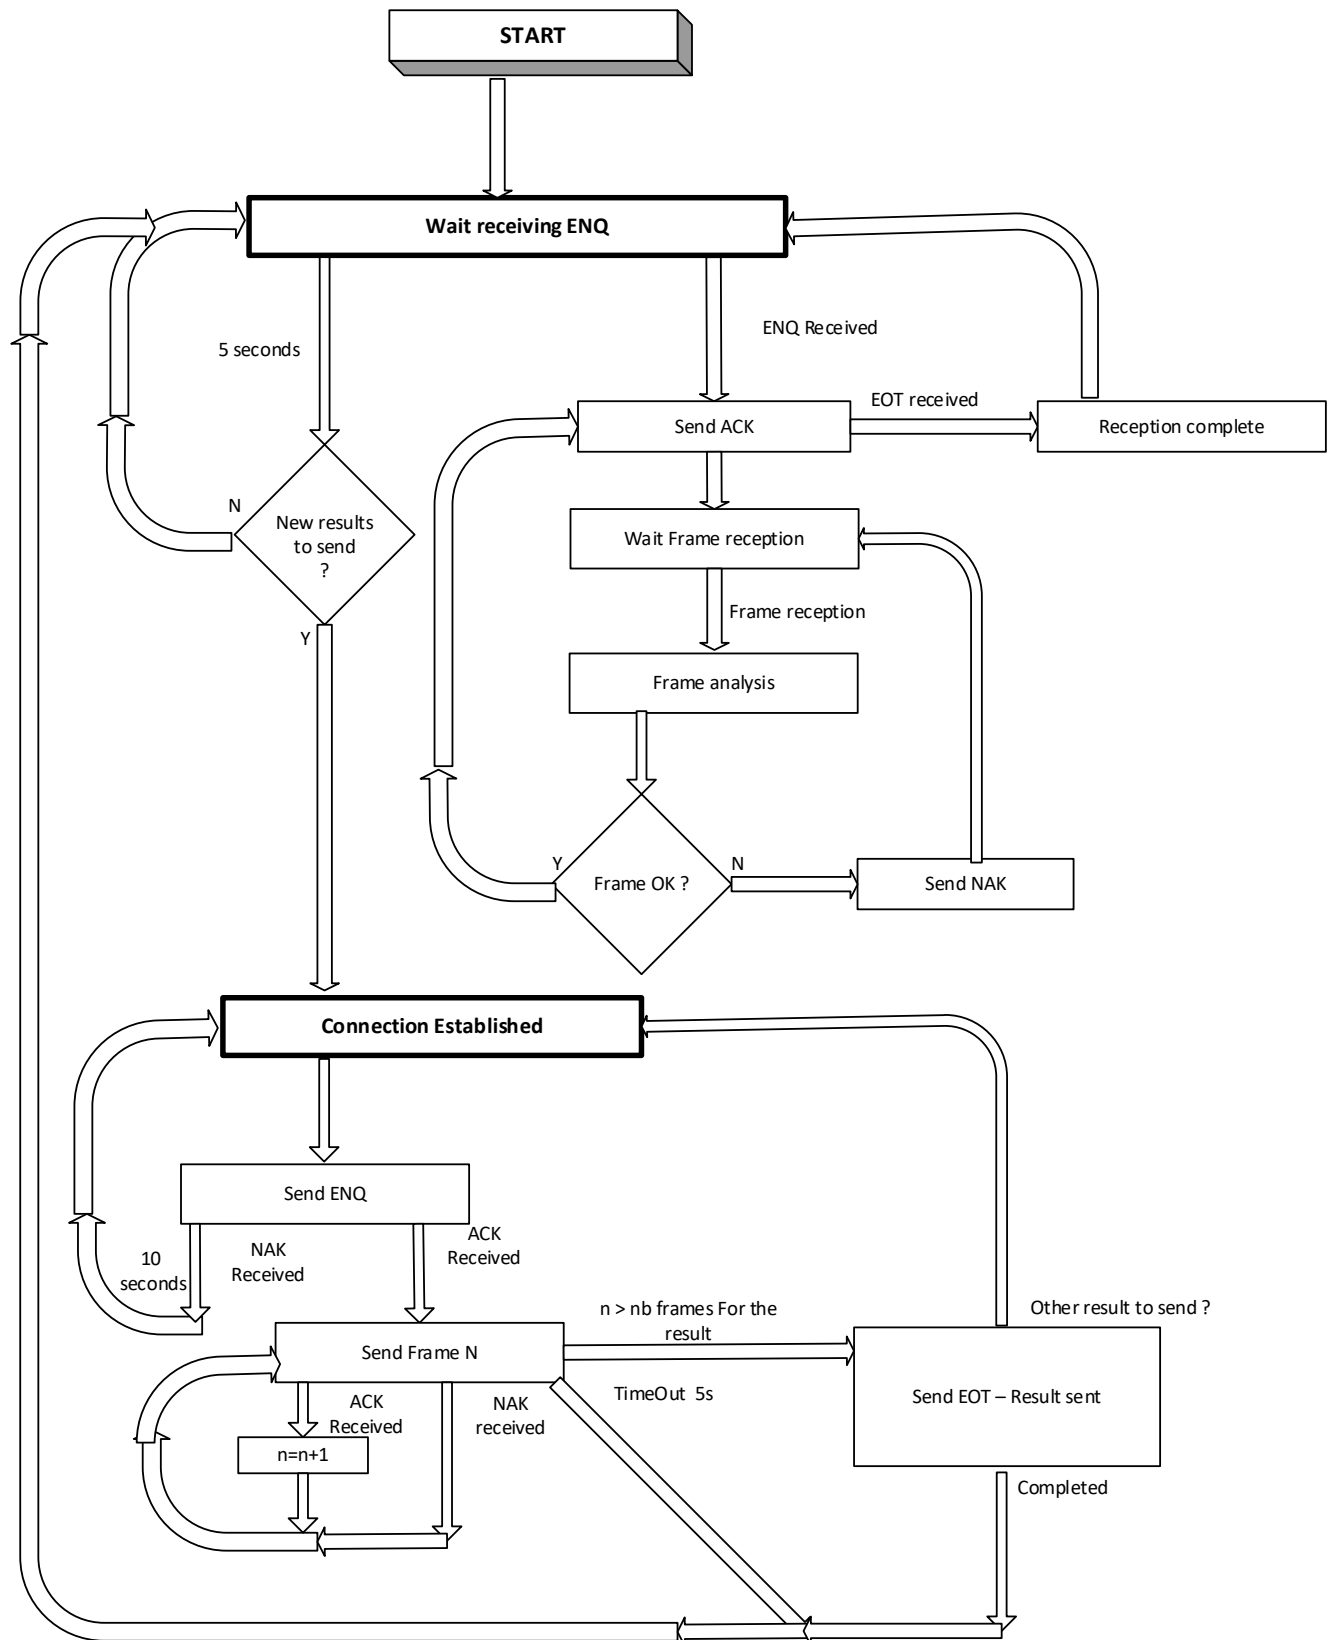 START
Wait receiving ENQ
ENQ Received
5 seconds
EOT received
Send ACK
Reception complete
N
New results
to send
?
Wait Frame reception
Frame reception
Y
Frame analysis
Y
N
Frame OK ?
Send NAK
Connection Established
Send ENQ
ACK
Received
NAK
Received
10
seconds
n > nb frames For the
result
Other result to send ?
Send Frame N
TimeOut 5s
ACK
Received
NAK
received
Send EOT – Result sent
n=n+1
Completed